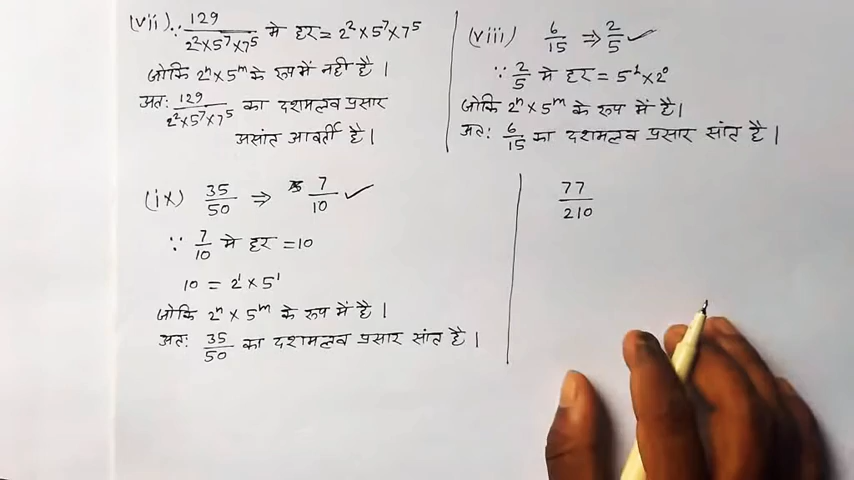 (vii) ∵ 129/2²×5⁷×7⁵ मे हर = 2²×5⁷×7⁵
जोकि 2ⁿ×5ᵐ के रूप में नहीं है ।
अतः 129/2²×5⁷×7⁵ का दशमलव प्रसार
असांत आवर्ती है ।
(viii) 6/15 ⇒ 2/5 ✓
∵ 2/5 मे हर = 5¹×2⁰
जोकि 2ⁿ×5ᵐ के रूप में है ।
अतः 6/15 का दशमलव प्रसार सांत है ।
(ix) 35/50 ⇒ 7/10 ✓
∵ 7/10 मे हर = 10
10 = 2¹ × 5¹
जोकि 2ⁿ × 5ᵐ के रूप में है ।
अतः 35/50 का दशमलव प्रसार सांत है ।
77/210